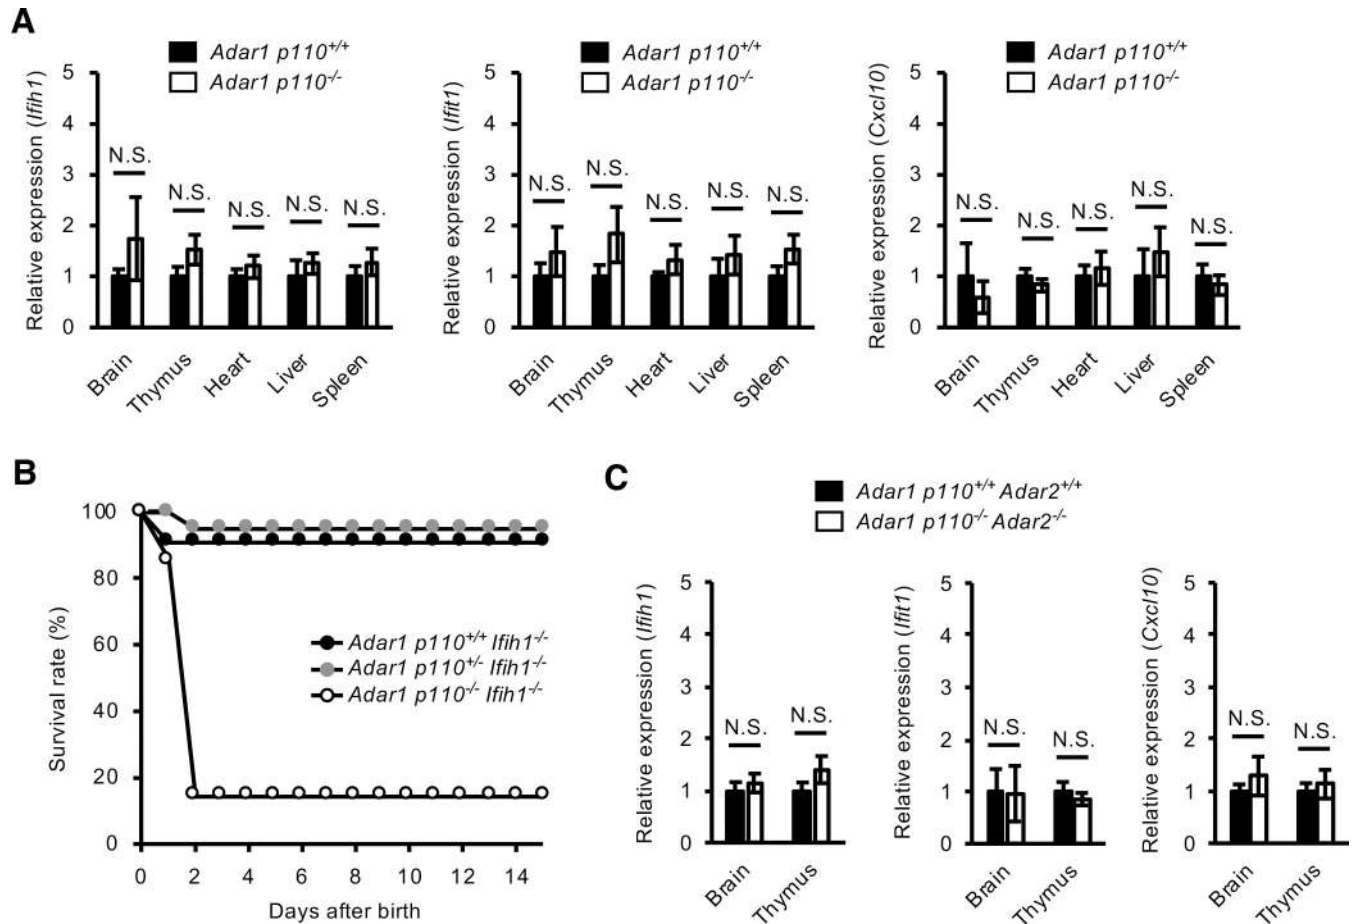 A
Adar1 p110+/+
Adar1 p110-/-
Relative expression (Ifih1)
5
4
3
2
1
0
N.S.
N.S.
N.S.
N.S.
N.S.
Brain
Thymus
Heart
Liver
Spleen
Adar1 p110+/+
Adar1 p110-/-
Relative expression (Ifit1)
5
4
3
2
1
0
N.S.
N.S.
N.S.
N.S.
N.S.
Brain
Thymus
Heart
Liver
Spleen
Adar1 p110+/+
Adar1 p110-/-
Relative expression (Cxcl10)
5
4
3
2
1
0
N.S.
N.S.
N.S.
N.S.
N.S.
Brain
Thymus
Heart
Liver
Spleen
B
Survival rate (%)
100
80
60
40
20
0
Adar1 p110+/+ Ifih1-/-
Adar1 p110+/- Ifih1-/-
Adar1 p110-/- Ifih1-/-
0 2 4 6 8 10 12 14
Days after birth
C
Adar1 p110+/+ Adar2+/+
Adar1 p110-/- Adar2-/-
Relative expression (Ifih1)
5
4
3
2
1
0
N.S.
N.S.
Brain
Thymus
Relative expression (Ifit1)
5
4
3
2
1
0
N.S.
N.S.
Brain
Thymus
Relative expression (Cxcl10)
5
4
3
2
1
0
N.S.
N.S.
Brain
Thymus